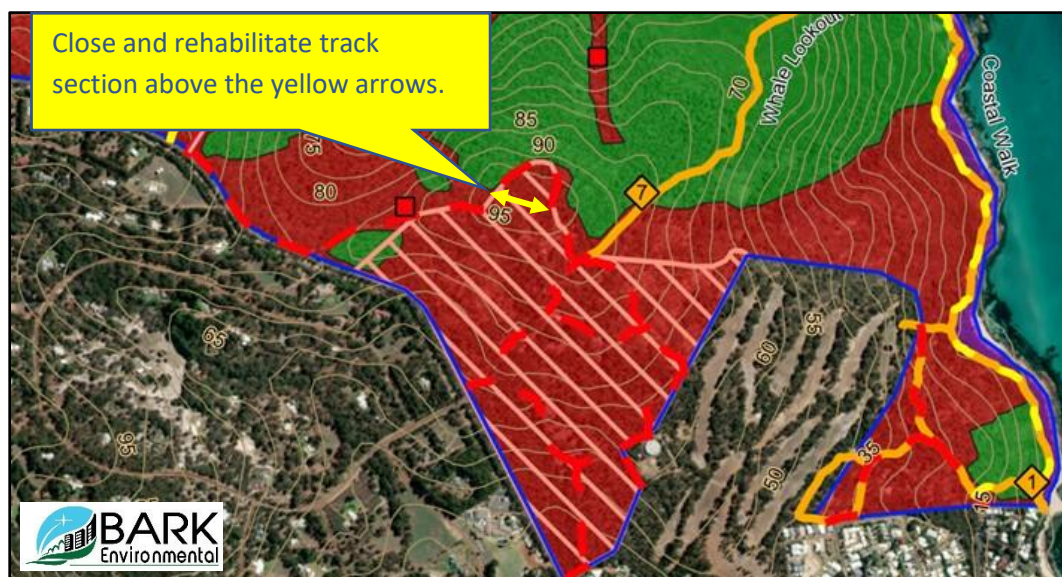 Close and rehabilitate track
section above the yellow arrows.
85
90
75
80
95
70
Whale Lookout
Coastal Walk
7
65
95
60
55
50
35
15
1
BARK
Environmental